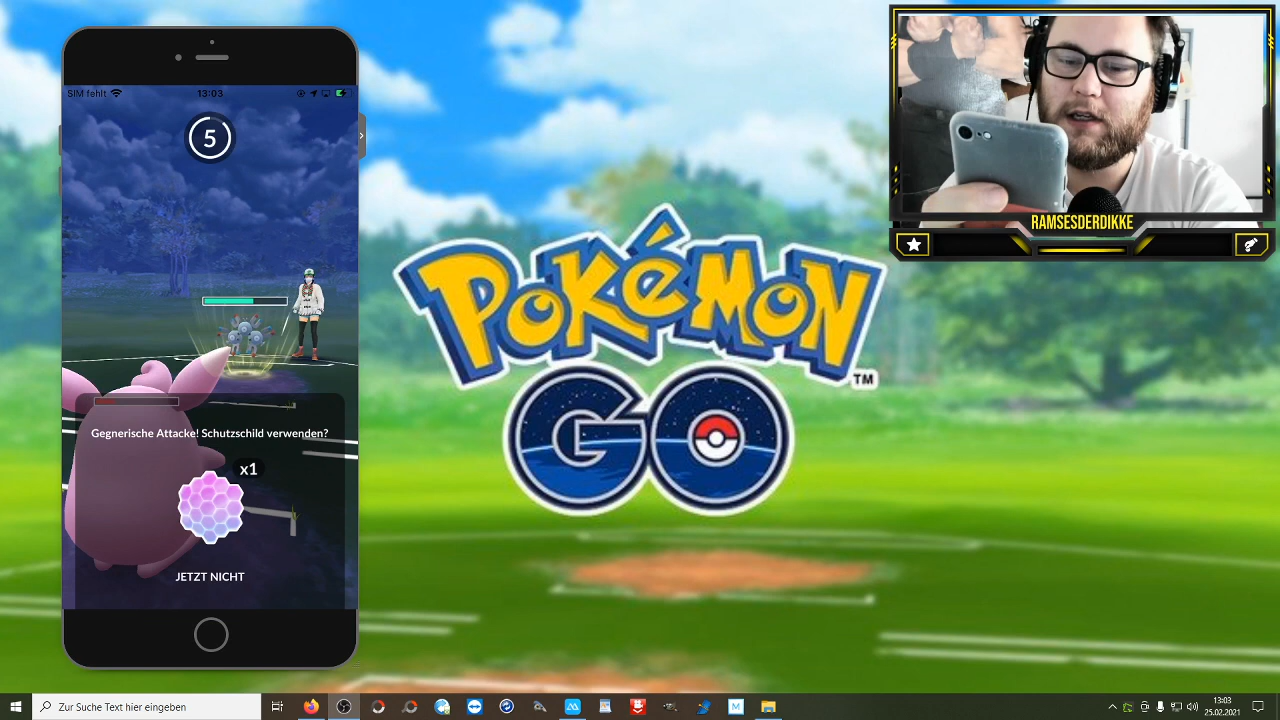 SIM fehlt
13:03
5
Gegnerische Attacke! Schutzschild verwenden?
x1
JETZT NICHT
POKéMON
TM
GO
RAMSESDERDIKKE
Zur Suche Text hier eingeben
M
13:03
25.02.2021